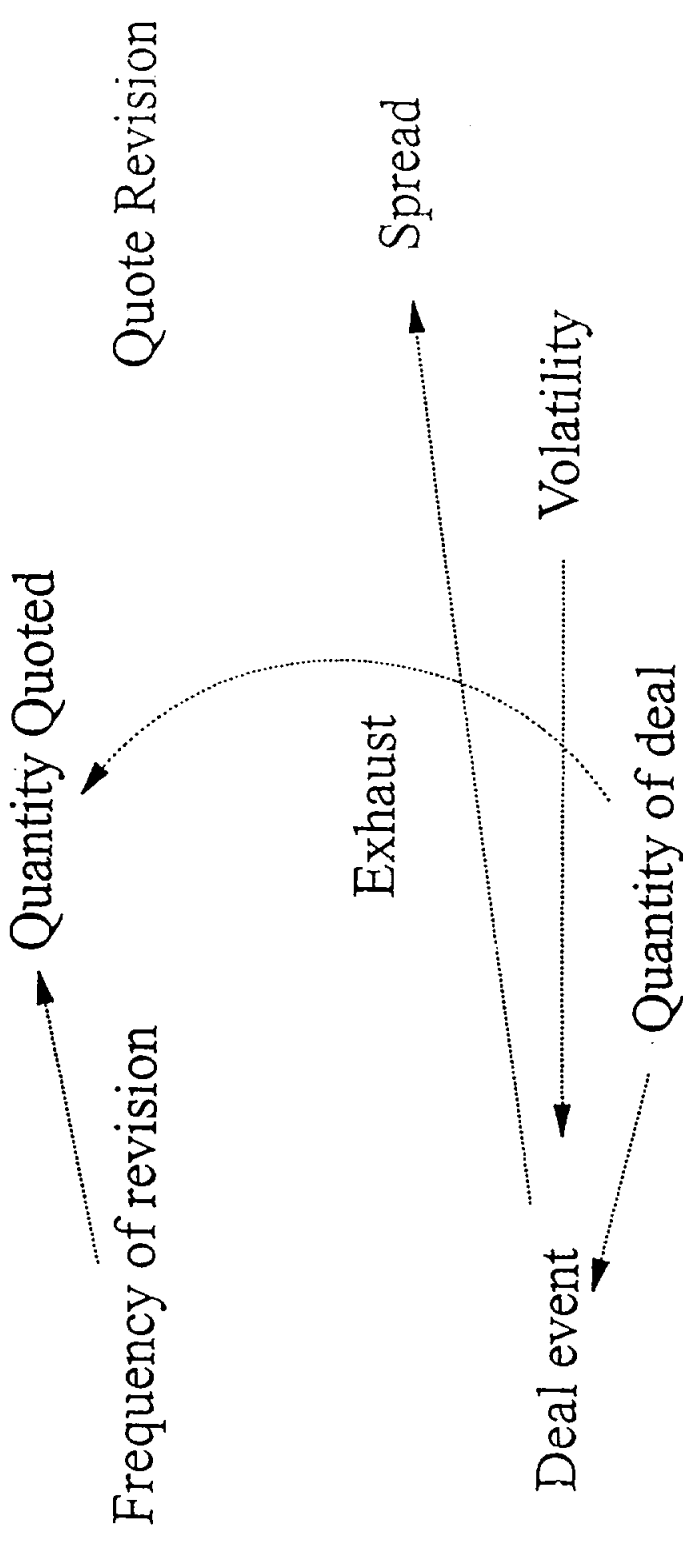 Quantity Quoted
Frequency of revision
Quote Revision
Exhaust
Spread
Deal event
Volatility
Quantity of deal